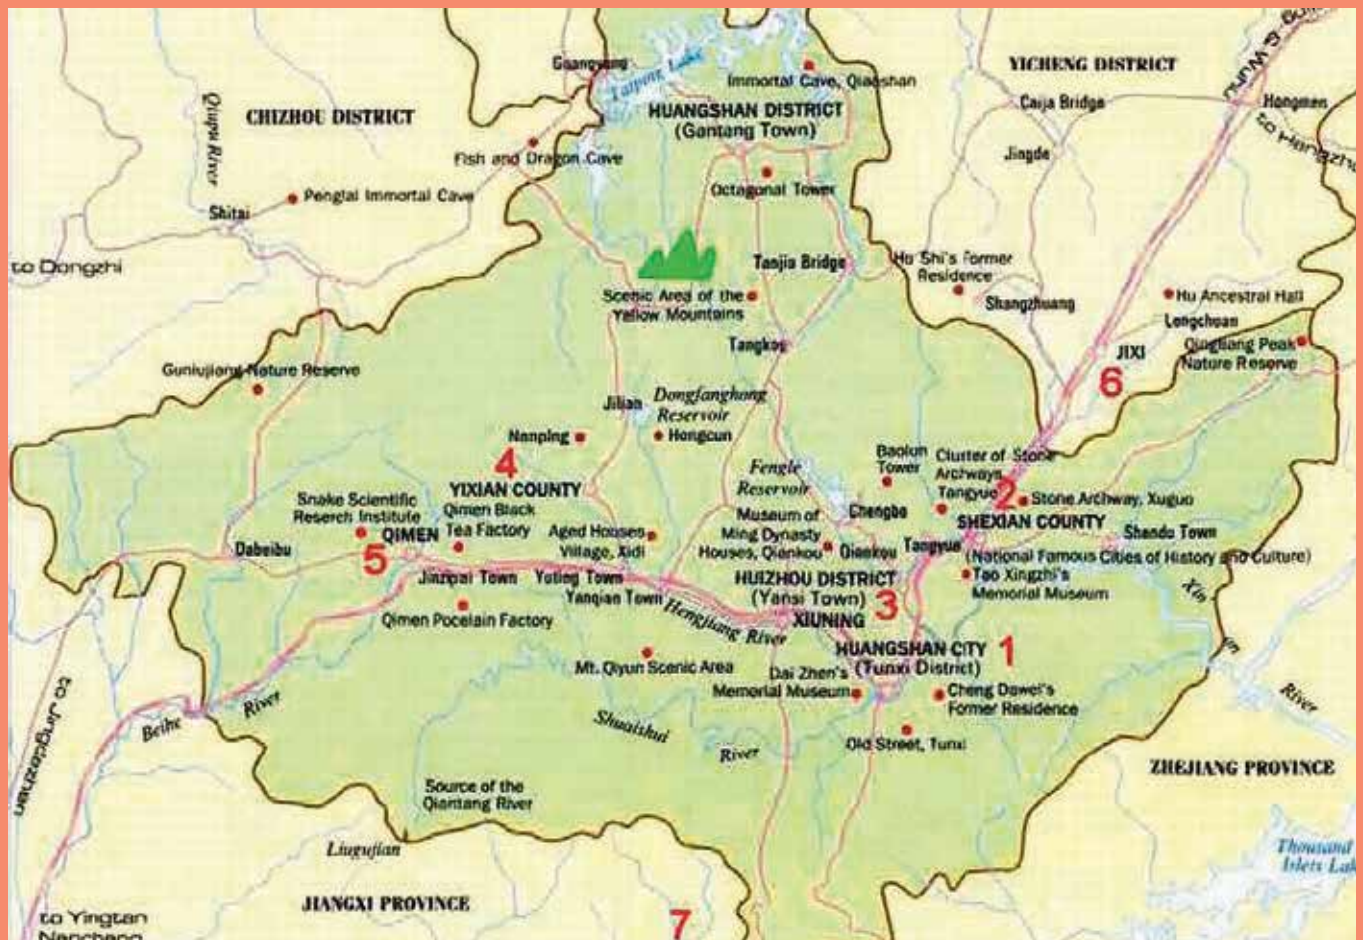 Guangyang
Taiping Lake
Immortal Cave, Qiaoshan
HUANGSHAN DISTRICT
(Gantang Town)
YICHENG DISTRICT
Caija Bridge
Hongmen
Jingde
CHIZHOU DISTRICT
Qiupu River
Fish and Dragon Cave
Penglai Immortal Cave
Shitai
Octagonal Tower
to Dongzhi
Tanjia Bridge
Hu Shi's Former
Residence
Scenic Area of the
Yellow Mountains
Shangzhuang
Hu Ancestral Hall
Longchuan
Tangkou
JIXI
6
Qingliang Peak
Nature Reserve
Guniujiang Nature Reserve
Jilian
Dongfanghong
Reservoir
Hongcun
Nanping
4
YIXIAN COUNTY
Fengle
Reservoir
Baolun
Tower
Cluster of Stone
Archways
Tangyue
2
Stone Archway, Xuguo
Snake Scientific
Reserch Institute
QIMEN
5
Qimen Black
Tea Factory
Aged Houses
Village, Xidi
Museum of
Ming Dynasty
Houses, Qiankou
Chengbe
Qiankou
Tangyue
SHEXIAN COUNTY
(National Famous Cities of History and Culture)
Shendu Town
Dabeibu
Jinzipai Town
Yuting Town
Yanqian Town
HUIZHOU DISTRICT
(Yansi Town)
3
Tao Xingzhi's
Memorial Museum
Qimen Pocelain Factory
Hengjiang River
XIUNING
HUANGSHAN CITY
(Tunxi District)
1
Mt. Qiyun Scenic Area
Dai Zhen's
Memorial Museum
Cheng Dawei's
Former Residence
Old Street, Tunxi
Xin
River
to Jingdezhen
Beihe
River
Shuaishui
River
Source of the
Qiantang River
ZHEJIANG PROVINCE
Thousand
Liugujian
JIANGXI PROVINCE
7
to Yingtan
Nanchang